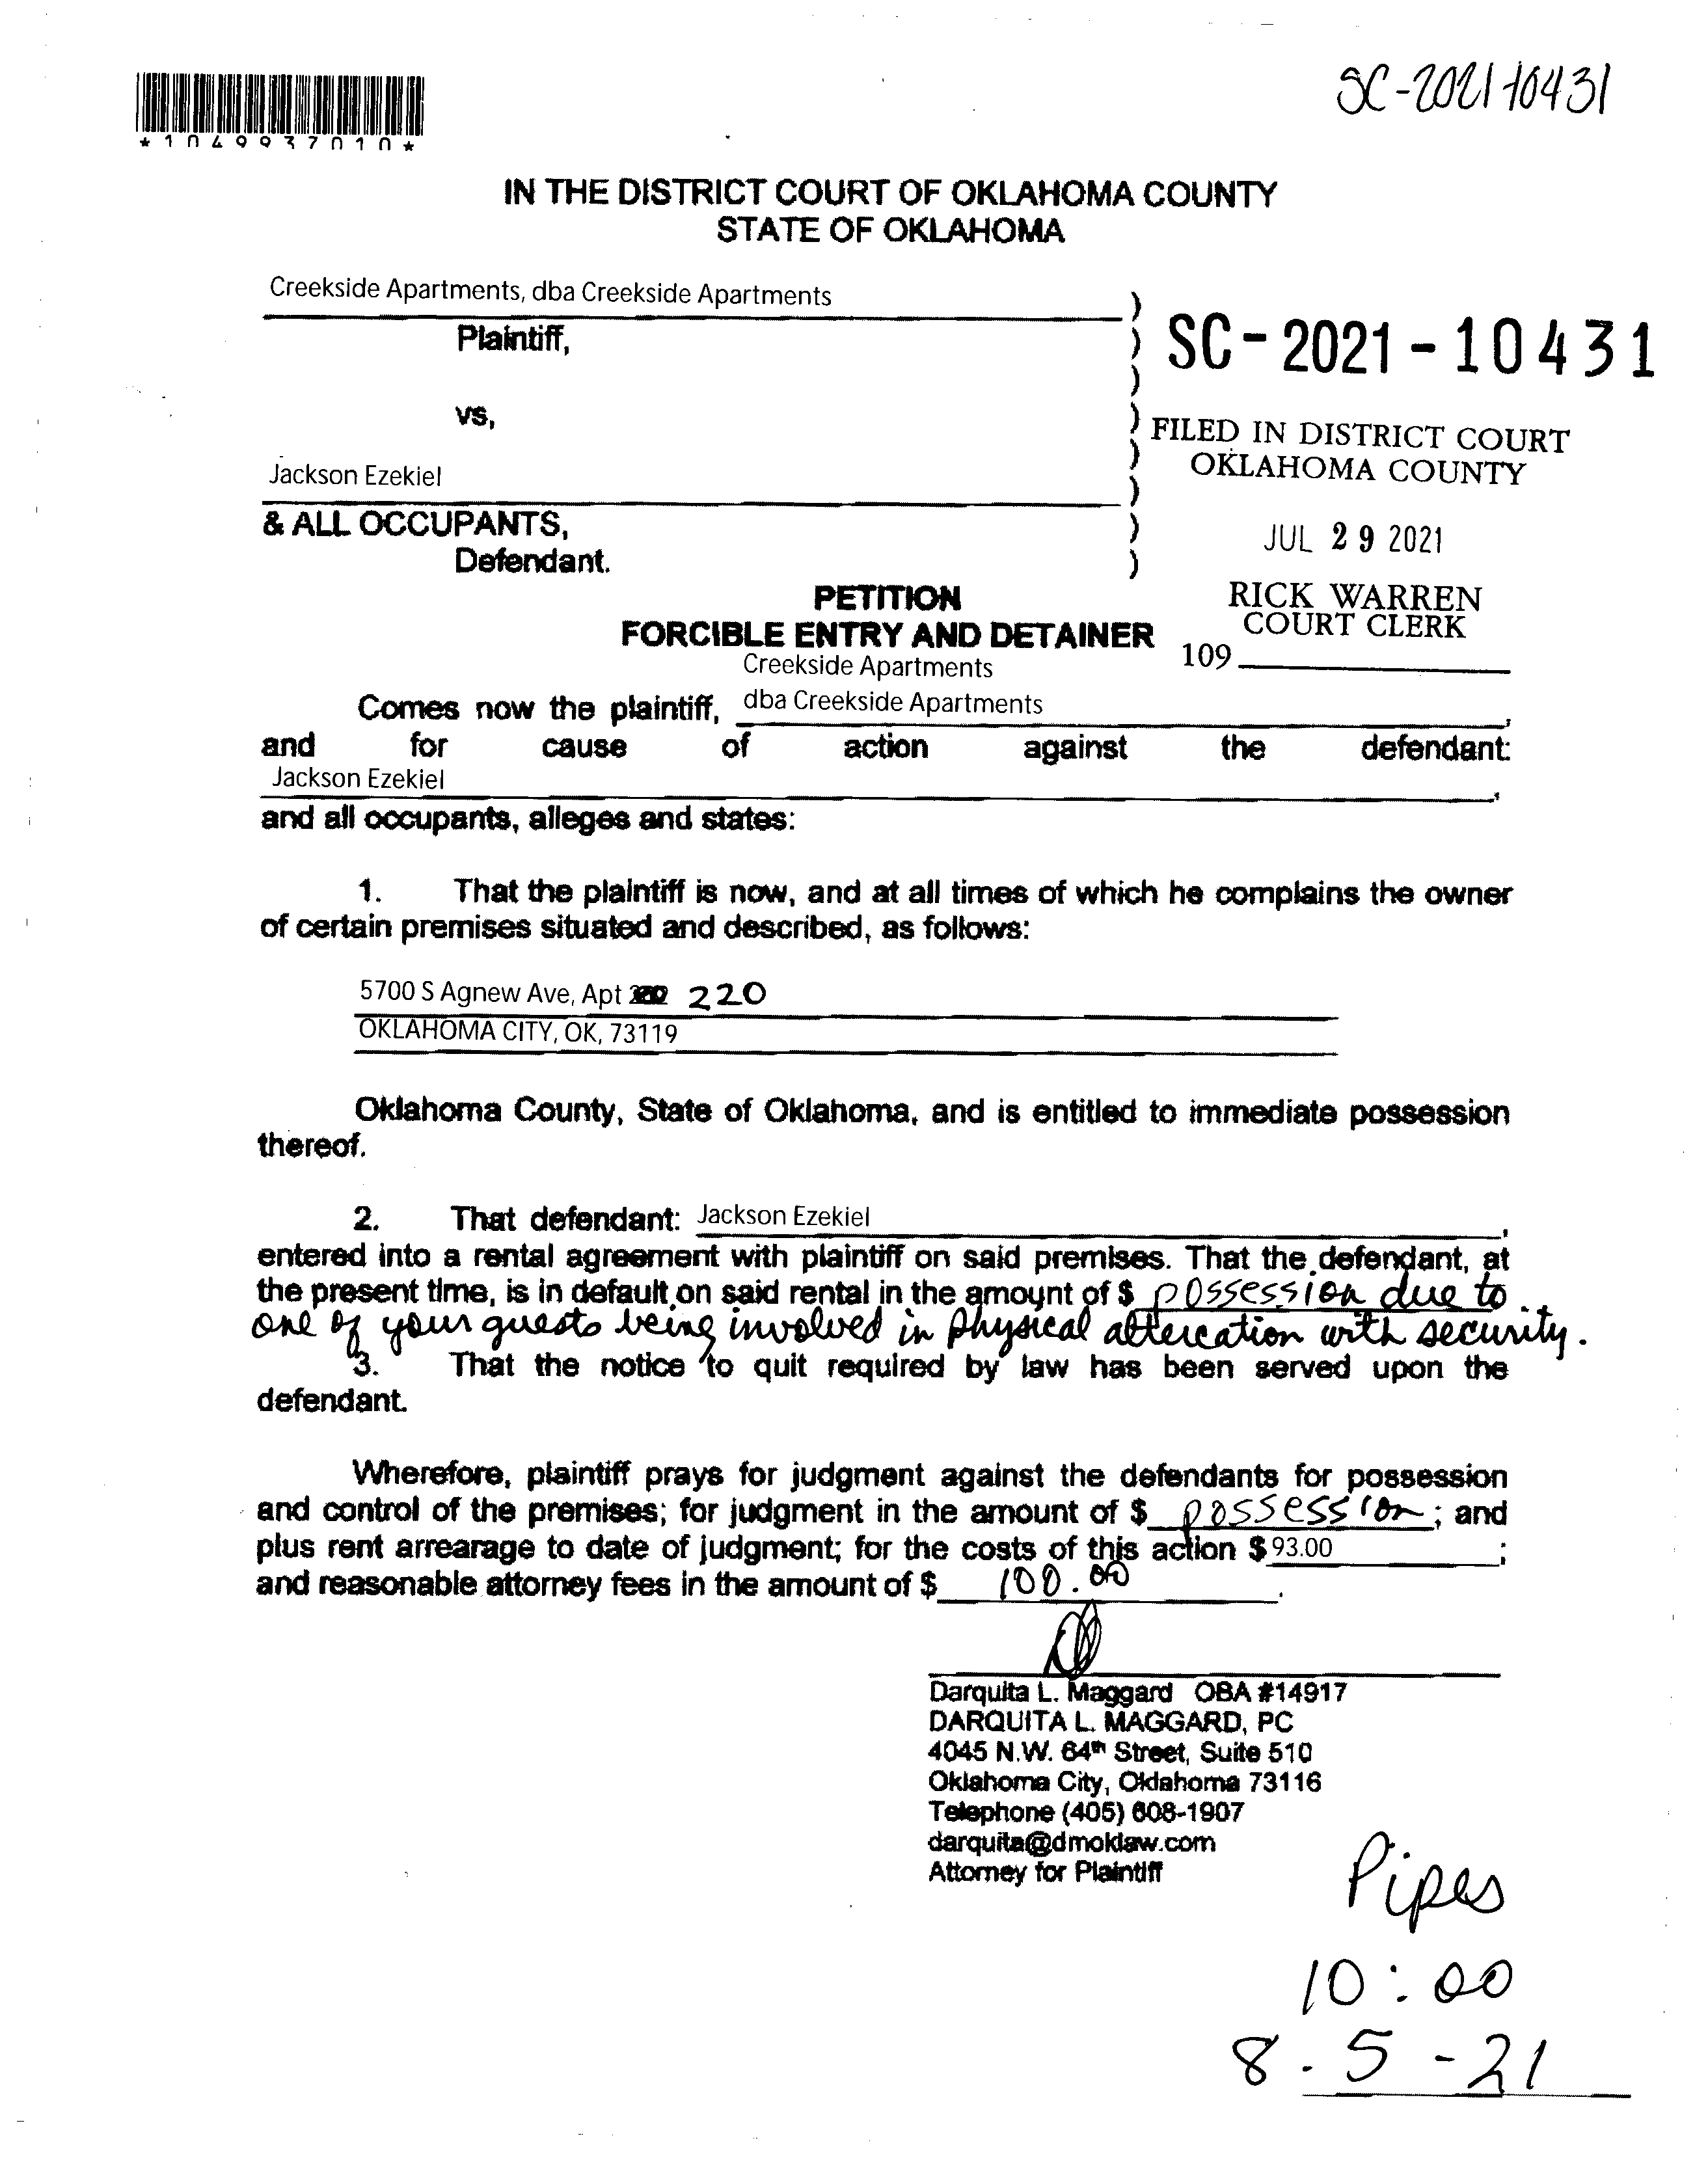 SC-2021-10431
*1049937010*
IN THE DISTRICT COURT OF OKLAHOMA COUNTY
STATE OF OKLAHOMA
Creekside Apartments, dba Creekside Apartments )
Plaintiff, ) SC-2021-10431
)
vs, ) FILED IN DISTRICT COURT
) OKLAHOMA COUNTY
Jackson Ezekiel )
& ALL OCCUPANTS, ) JUL 29 2021
Defendant. )
PETITION RICK WARREN
FORCIBLE ENTRY AND DETAINER COURT CLERK
Creekside Apartments 109
Comes now the plaintiff, dba Creekside Apartments,
and for cause of action against the defendant:
Jackson Ezekiel,
and all occupants, alleges and states:
1. That the plaintiff is now, and at all times of which he complains the owner
of certain premises situated and described, as follows:
5700 S Agnew Ave, Apt 220
OKLAHOMA CITY, OK, 73119
Oklahoma County, State of Oklahoma, and is entitled to immediate possession
thereof.
2. That defendant: Jackson Ezekiel,
entered into a rental agreement with plaintiff on said premises. That the defendant, at
the present time, is in default on said rental in the amount of $ possession due to
one of your guests being involved in physical altercation with security.
3. That the notice to quit required by law has been served upon the
defendant.
Wherefore, plaintiff prays for judgment against the defendants for possession
and control of the premises; for judgment in the amount of $ possession; and
plus rent arrearage to date of judgment; for the costs of this action $ 93.00;
and reasonable attorney fees in the amount of $ 100.00.
Darquita L. Maggard OBA #14917
DARQUITA L. MAGGARD, PC
4045 N.W. 64th Street, Suite 510
Oklahoma City, Oklahoma 73116
Telephone (405) 608-1907
darquita@dmoklaw.com
Attorney for Plaintiff
Pipes
10:00
8-5-21